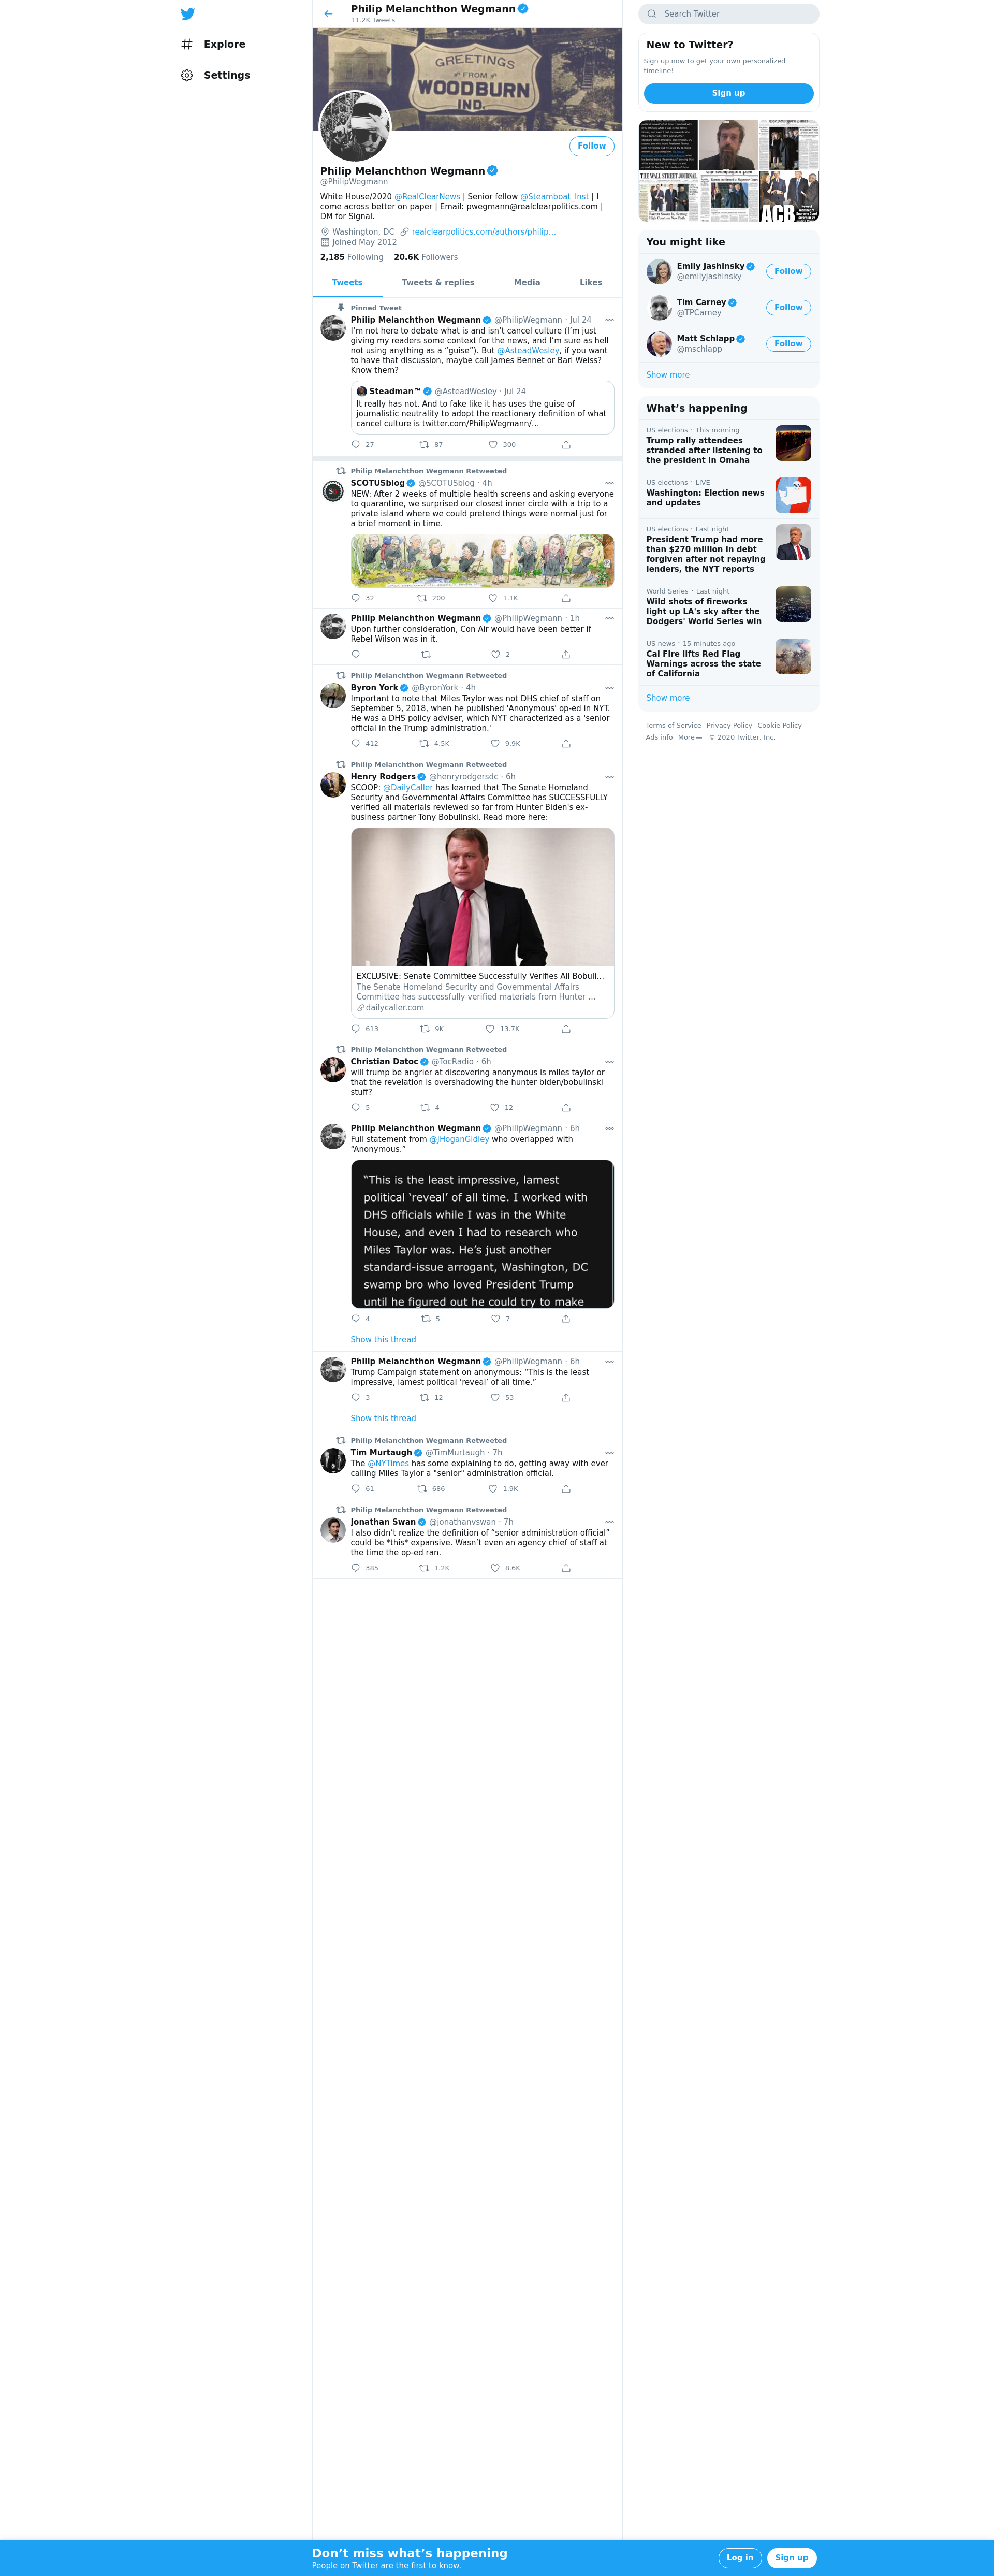 Explore
Settings
Philip Melanchthon Wegmann
11.2K Tweets
GREETINGS
FROM
WOODBURN
IND.
Follow
Philip Melanchthon Wegmann
@PhilipWegmann
White House/2020 @RealClearNews | Senior fellow @Steamboat_Inst | I
come across better on paper | Email: pwegmann@realclearpolitics.com |
DM for Signal.
Washington, DC realclearpolitics.com/authors/philip…
Joined May 2012
2,185 Following 20.6K Followers
Tweets Tweets & replies Media Likes
Pinned Tweet
Philip Melanchthon Wegmann @PhilipWegmann · Jul 24
I’m not here to debate what is and isn’t cancel culture (I’m just
giving my readers some context for the news, and I’m sure as hell
not using anything as a “guise”). But @AsteadWesley, if you want
to have that discussion, maybe call James Bennet or Bari Weiss?
Know them?
Steadman™ @AsteadWesley · Jul 24
It really has not. And to fake like it has uses the guise of
journalistic neutrality to adopt the reactionary definition of what
cancel culture is twitter.com/PhilipWegmann/…
27 87 300
Philip Melanchthon Wegmann Retweeted
SCOTUSblog @SCOTUSblog · 4h
NEW: After 2 weeks of multiple health screens and asking everyone
to quarantine, we surprised our closest inner circle with a trip to a
private island where we could pretend things were normal just for
a brief moment in time.
32 200 1.1K
Philip Melanchthon Wegmann @PhilipWegmann · 1h
Upon further consideration, Con Air would have been better if
Rebel Wilson was in it.
2
Philip Melanchthon Wegmann Retweeted
Byron York @ByronYork · 4h
Important to note that Miles Taylor was not DHS chief of staff on
September 5, 2018, when he published 'Anonymous' op-ed in NYT.
He was a DHS policy adviser, which NYT characterized as a 'senior
official in the Trump administration.'
412 4.5K 9.9K
Philip Melanchthon Wegmann Retweeted
Henry Rodgers @henryrodgersdc · 6h
SCOOP: @DailyCaller has learned that The Senate Homeland
Security and Governmental Affairs Committee has SUCCESSFULLY
verified all materials reviewed so far from Hunter Biden's ex-
business partner Tony Bobulinski. Read more here:
EXCLUSIVE: Senate Committee Successfully Verifies All Bobuli…
The Senate Homeland Security and Governmental Affairs
Committee has successfully verified materials from Hunter …
dailycaller.com
613 9K 13.7K
Philip Melanchthon Wegmann Retweeted
Christian Datoc @TocRadio · 6h
will trump be angrier at discovering anonymous is miles taylor or
that the revelation is overshadowing the hunter biden/bobulinski
stuff?
5 4 12
Philip Melanchthon Wegmann @PhilipWegmann · 6h
Full statement from @JHoganGidley who overlapped with
“Anonymous.”
“This is the least impressive, lamest
political ‘reveal’ of all time. I worked with
DHS officials while I was in the White
House, and even I had to research who
Miles Taylor was. He’s just another
standard-issue arrogant, Washington, DC
swamp bro who loved President Trump
until he figured out he could try to make
4 5 7
Show this thread
Philip Melanchthon Wegmann @PhilipWegmann · 6h
Trump Campaign statement on anonymous: “This is the least
impressive, lamest political ‘reveal’ of all time.”
3 12 53
Show this thread
Philip Melanchthon Wegmann Retweeted
Tim Murtaugh @TimMurtaugh · 7h
The @NYTimes has some explaining to do, getting away with ever
calling Miles Taylor a "senior" administration official.
61 686 1.9K
Philip Melanchthon Wegmann Retweeted
Jonathan Swan @jonathanvswan · 7h
I also didn’t realize the definition of “senior administration official”
could be *this* expansive. Wasn’t even an agency chief of staff at
the time the op-ed ran.
385 1.2K 8.6K
Search Twitter
New to Twitter?
Sign up now to get your own personalized
timeline!
Sign up
THE WALL STREET JOURNAL
ACB
You might like
Emily Jashinsky
@emilyjashinsky
Follow
Tim Carney
@TPCarney
Follow
Matt Schlapp
@mschlapp
Follow
Show more
What’s happening
US elections · This morning
Trump rally attendees
stranded after listening to
the president in Omaha
US elections · LIVE
Washington: Election news
and updates
US elections · Last night
President Trump had more
than $270 million in debt
forgiven after not repaying
lenders, the NYT reports
World Series · Last night
Wild shots of fireworks
light up LA's sky after the
Dodgers' World Series win
US news · 15 minutes ago
Cal Fire lifts Red Flag
Warnings across the state
of California
Show more
Terms of Service Privacy Policy Cookie Policy
Ads info More © 2020 Twitter, Inc.
Don’t miss what’s happening
People on Twitter are the first to know.
Log in
Sign up